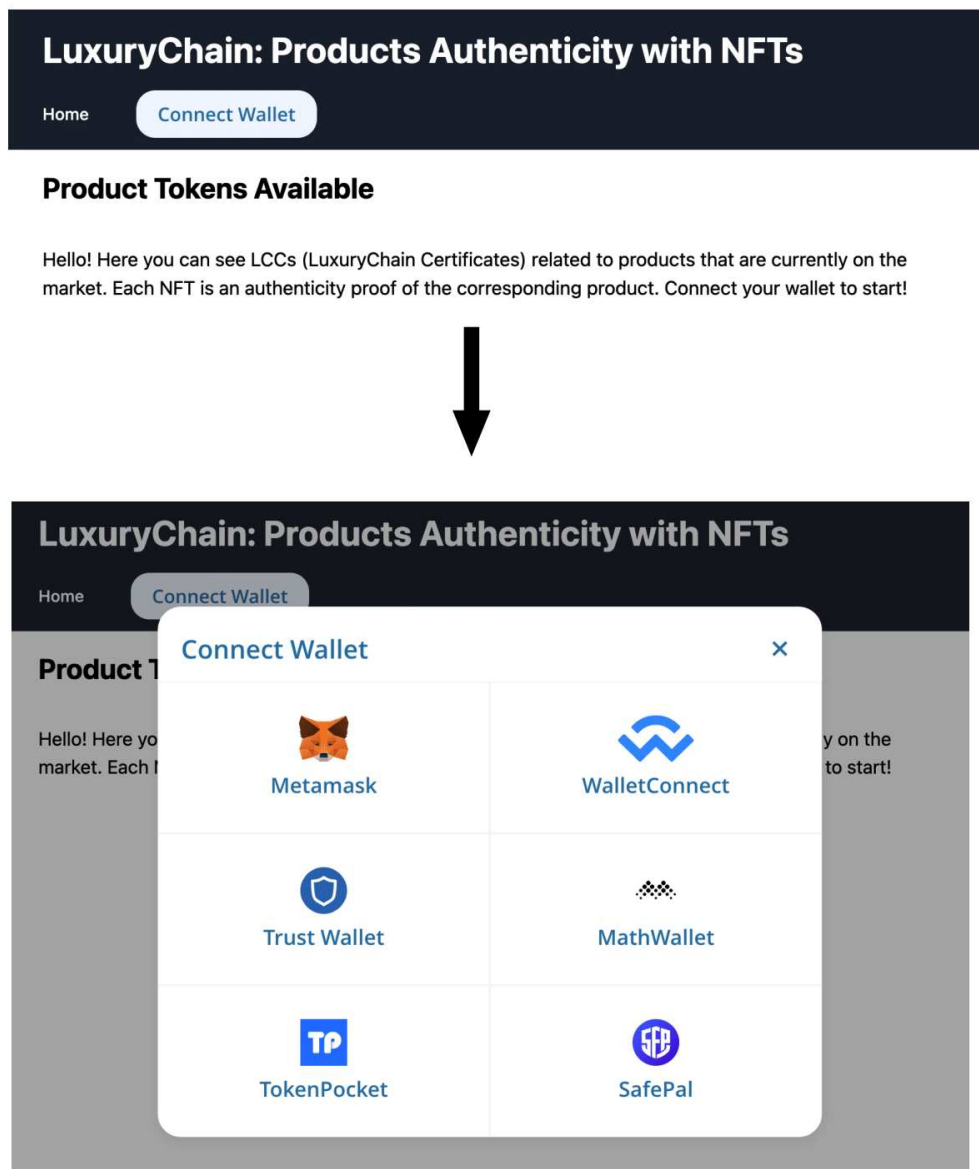 LuxuryChain: Products Authenticity with NFTs
Home Connect Wallet
Product Tokens Available
Hello! Here you can see LCCs (LuxuryChain Certificates) related to products that are currently on the
market. Each NFT is an authenticity proof of the corresponding product. Connect your wallet to start!
LuxuryChain: Products Authenticity with NFTs
Home Connect Wallet
Connect Wallet ×
Product
Hello! Here yo y on the
market. Each to start!
Metamask WalletConnect
Trust Wallet MathWallet
TP SFP
TokenPocket SafePal